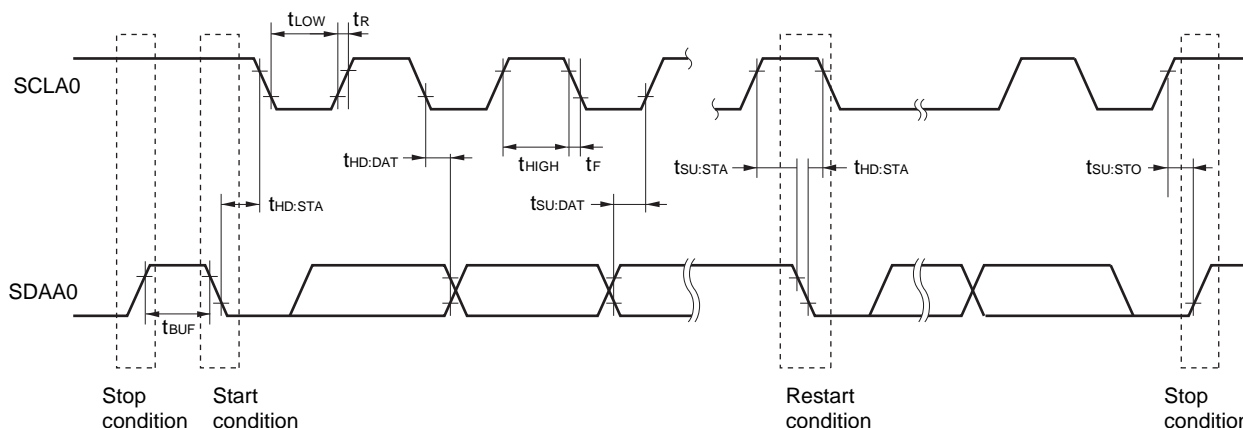 tLOW
tR
SCLA0
tHD:DAT
tHIGH
tF
tSU:STA
tHD:STA
tSU:STO
tHD:STA
tSU:DAT
SDAA0
tBUF
Stop
condition
Start
condition
Restart
condition
Stop
condition